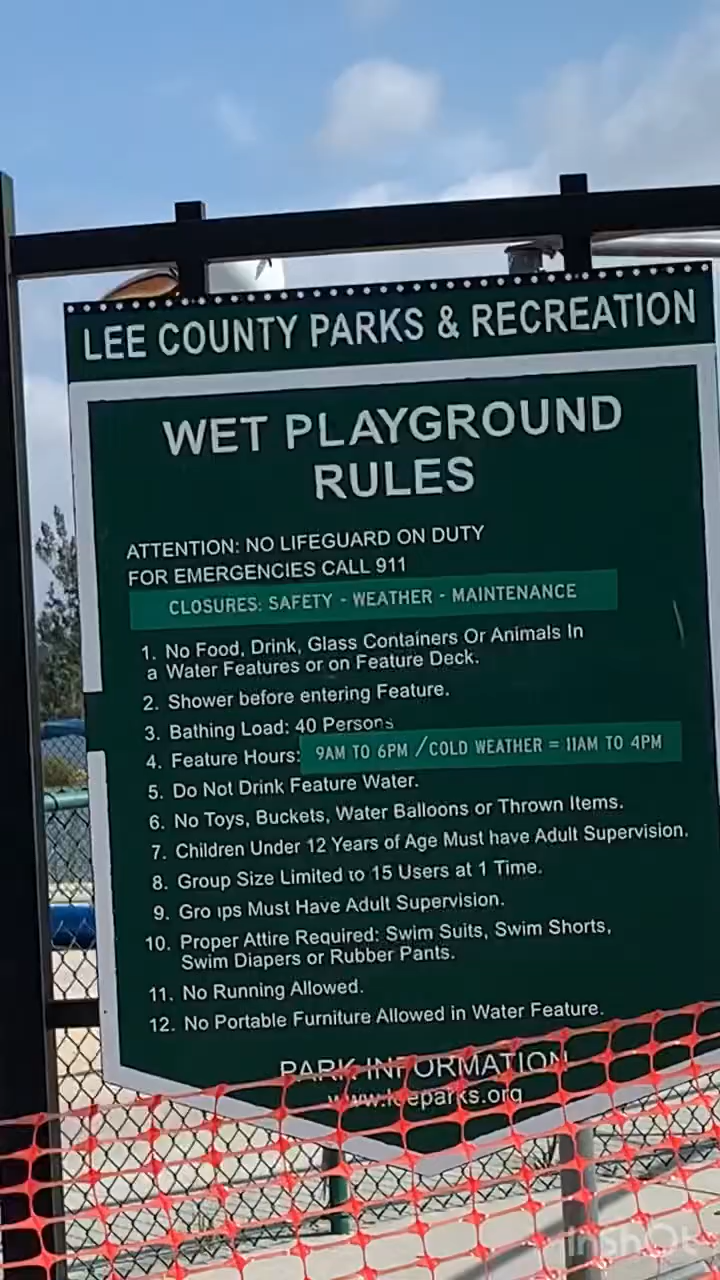 LEE COUNTY PARKS & RECREATION
WET PLAYGROUND
RULES
ATTENTION: NO LIFEGUARD ON DUTY
FOR EMERGENCIES CALL 911
CLOSURES: SAFETY - WEATHER - MAINTENANCE
1. No Food, Drink, Glass Containers Or Animals In
a Water Features or on Feature Deck.
2. Shower before entering Feature.
3. Bathing Load: 40 Persons
4. Feature Hours: 9AM TO 6PM / COLD WEATHER = 11AM TO 4PM
5. Do Not Drink Feature Water.
6. No Toys, Buckets, Water Balloons or Thrown Items.
7. Children Under 12 Years of Age Must have Adult Supervision.
8. Group Size Limited to 15 Users at 1 Time.
9. Groups Must Have Adult Supervision.
10. Proper Attire Required: Swim Suits, Swim Shorts,
Swim Diapers or Rubber Pants.
11. No Running Allowed.
12. No Portable Furniture Allowed in Water Feature.
PARK INFORMATION
www.leeparks.org
InShOt